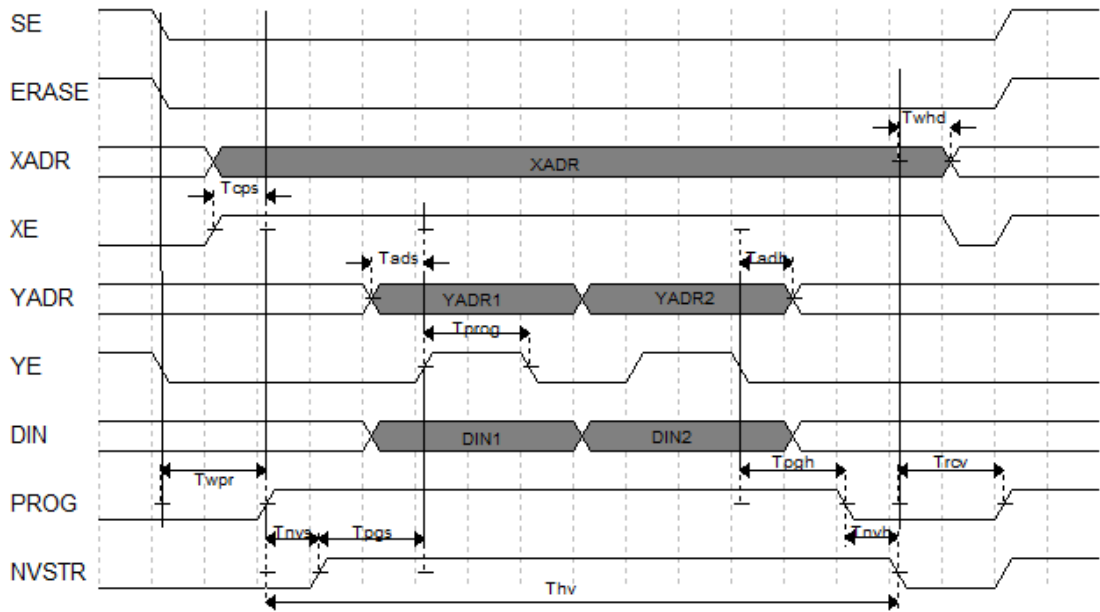 SE
ERASE
Twhd
XADR
XADR
Tcps
XE
Tads
Tadh
YADR
YADR1
YADR2
Tprog
YE
DIN
DIN1
DIN2
Twpr
Tpgh
Trcv
PROG
Tnvs
Tpgs
Tnvh
NVSTR
Thv